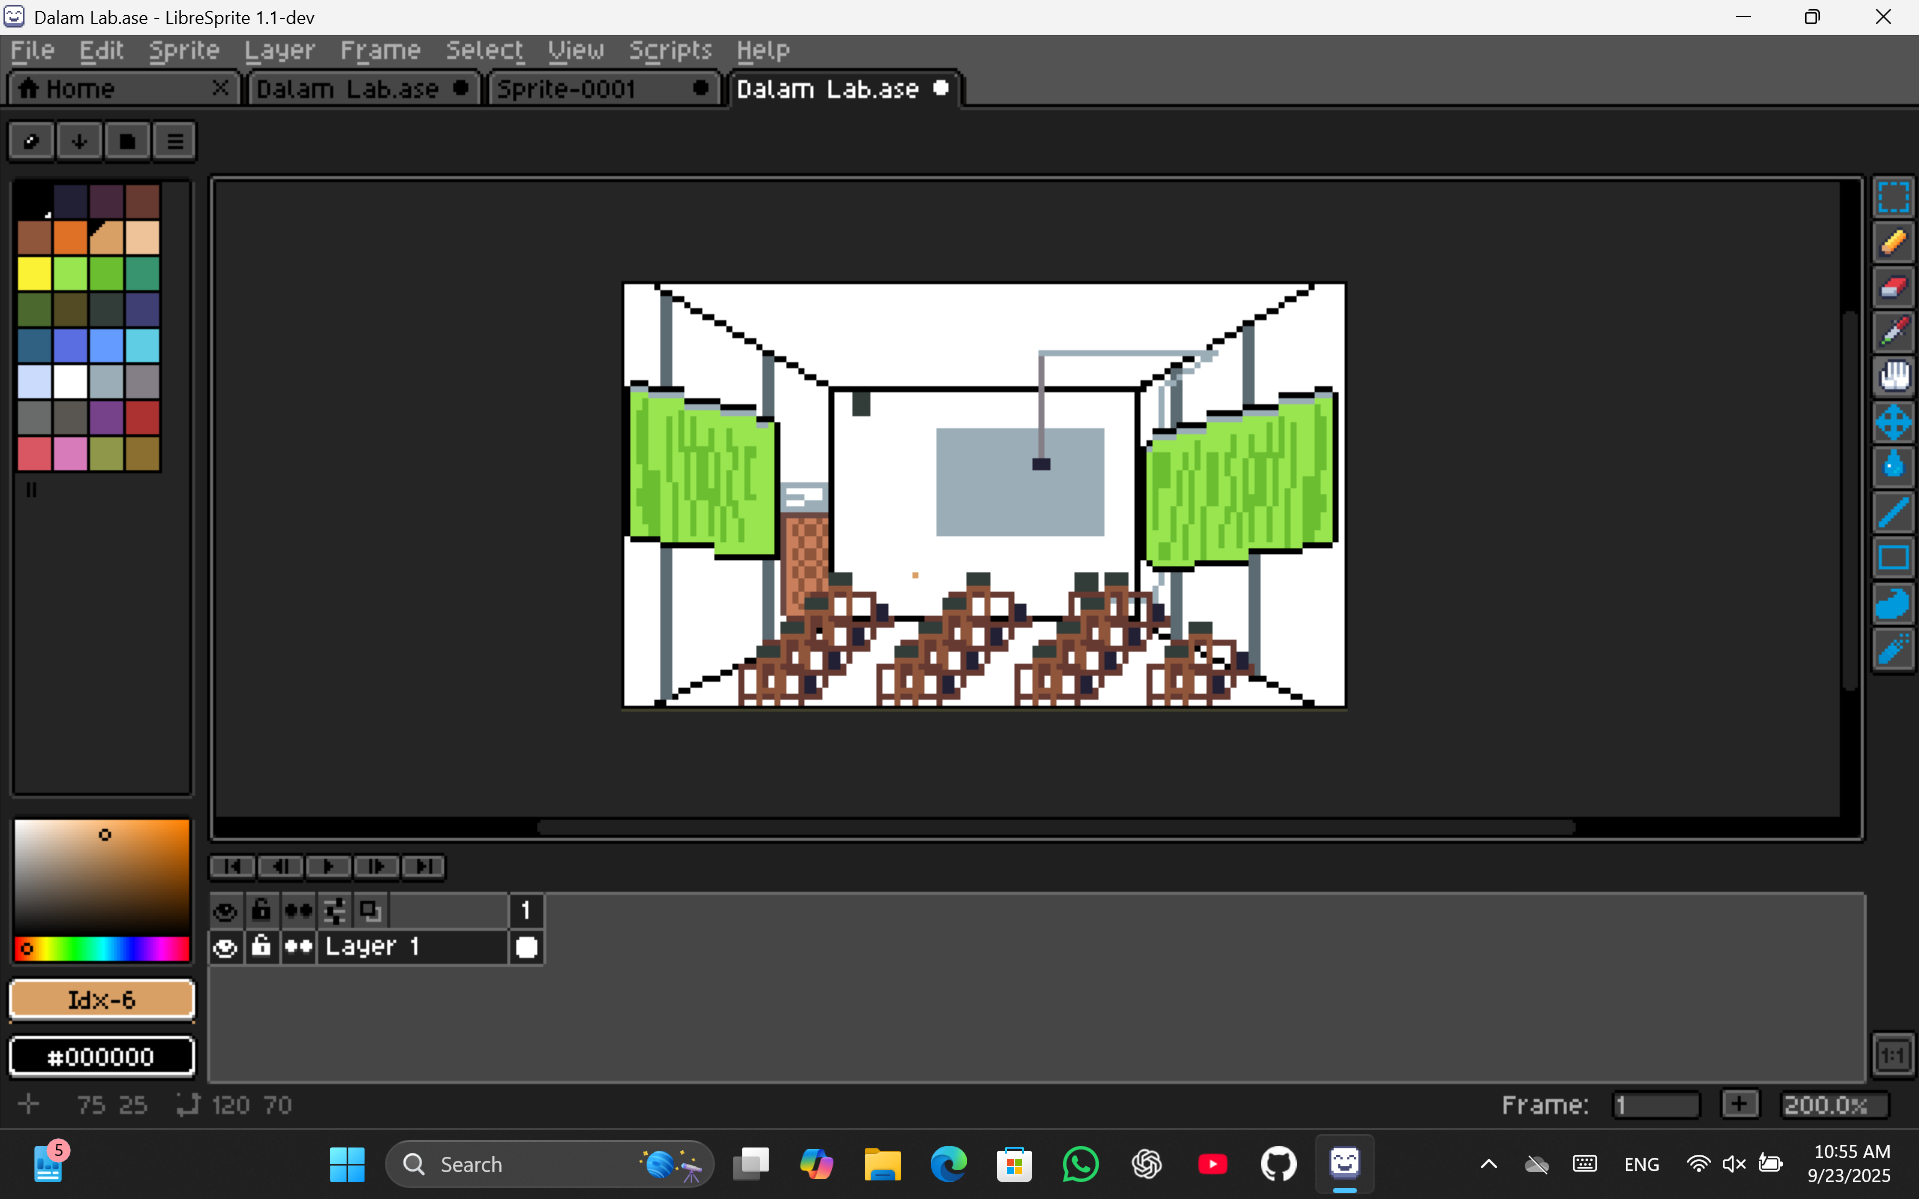 Dalam Lab.ase - LibreSprite 1.1-dev
File Edit Sprite Layer Frame Select View Scripts Help
Home Dalam Lab.ase Sprite-0001 Dalam Lab.ase
1
Layer 1
Idx-6
#000000
1:1
75 25 120 70 Frame: 1 + 200.0%
5 Search ENG 10:55 AM
9/23/2025